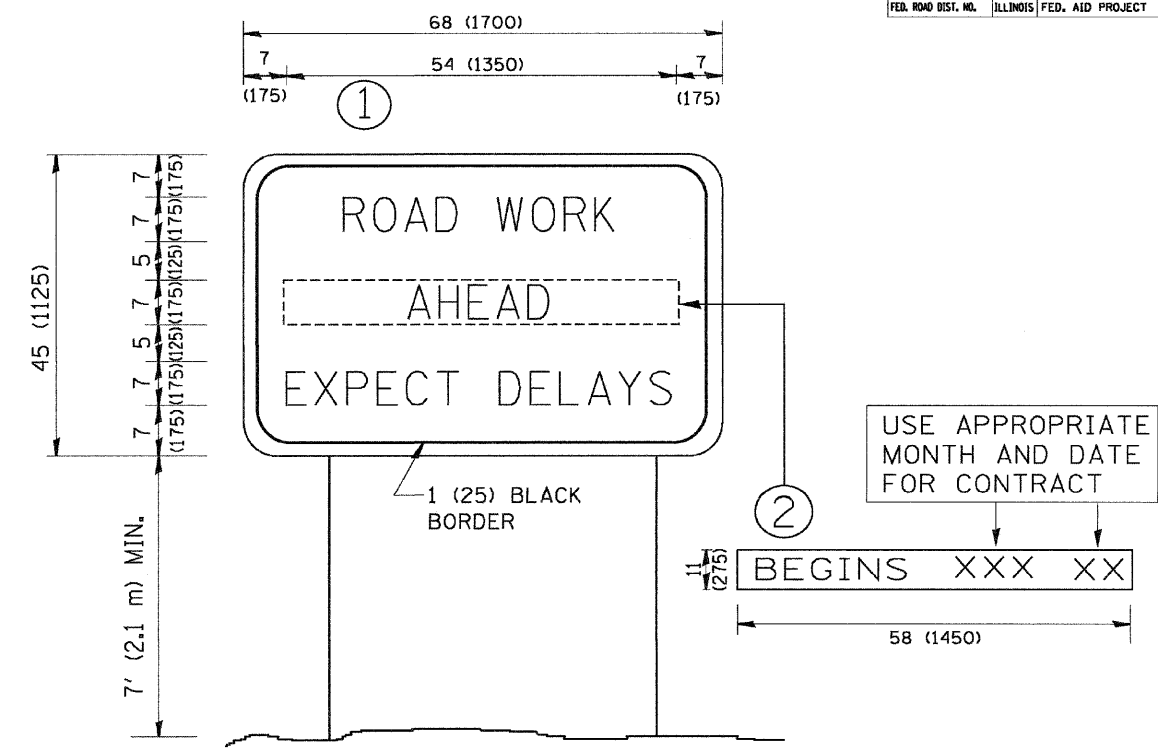 FED. ROAD DIST. NO. ILLINOIS FED. AID PROJECT
68 (1700)
7 54 (1350) 7
(175) (175)
1
7 (175)
7 (175)
5 (125)
7 (175)
5 (125)
7 (175)
7 (175)
45 (1125)
ROAD WORK
AHEAD
EXPECT DELAYS
1 (25) BLACK
BORDER
7' (2.1 m) MIN.
USE APPROPRIATE
MONTH AND DATE
FOR CONTRACT
2
11
(275)
BEGINS XXX XX
58 (1450)